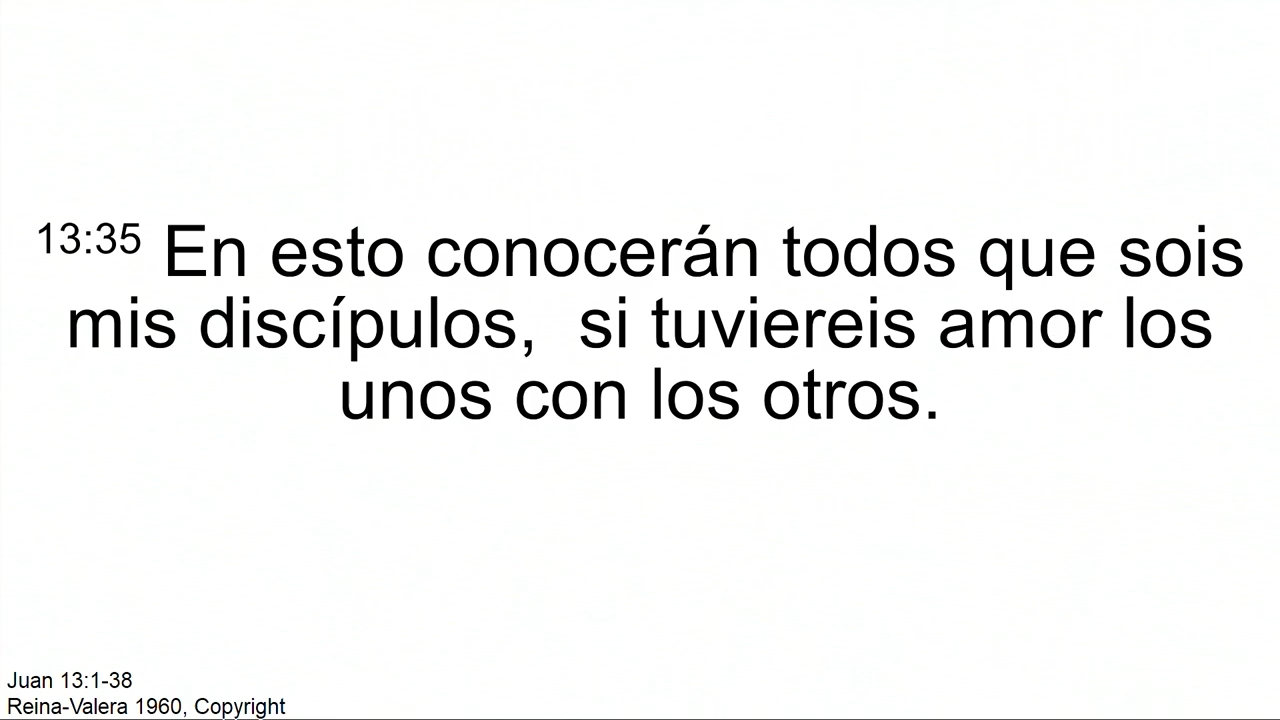 13:35 En esto conocerán todos que sois
mis discípulos,  si tuviereis amor los
unos con los otros.
Juan 13:1-38
Reina-Valera 1960, Copyright